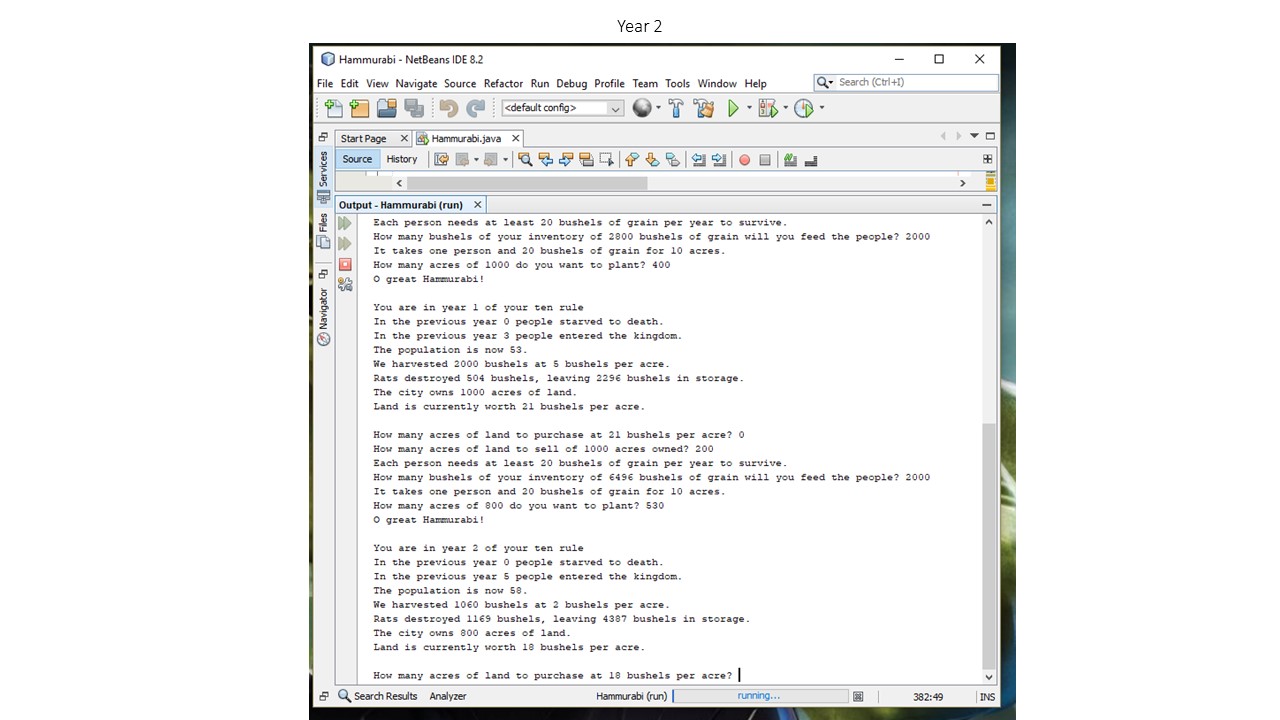 Year 2
Hammurabi - NetBeans IDE 8.2
File Edit View Navigate Source Refactor Run Debug Profile Team Tools Window Help
Search (Ctrl+I)
<default config>
Start Page
Hammurabi.java
Source History
Services
Files
Navigator
Output - Hammurabi (run)
Each person needs at least 20 bushels of grain per year to survive.
How many bushels of your inventory of 2800 bushels of grain will you feed the people? 2000
It takes one person and 20 bushels of grain for 10 acres.
How many acres of 1000 do you want to plant? 400
O great Hammurabi!
You are in year 1 of your ten rule
In the previous year 0 people starved to death.
In the previous year 3 people entered the kingdom.
The population is now 53.
We harvested 2000 bushels at 5 bushels per acre.
Rats destroyed 504 bushels, leaving 2296 bushels in storage.
The city owns 1000 acres of land.
Land is currently worth 21 bushels per acre.
How many acres of land to purchase at 21 bushels per acre? 0
How many acres of land to sell of 1000 acres owned? 200
Each person needs at least 20 bushels of grain per year to survive.
How many bushels of your inventory of 6496 bushels of grain will you feed the people? 2000
It takes one person and 20 bushels of grain for 10 acres.
How many acres of 800 do you want to plant? 530
O great Hammurabi!
You are in year 2 of your ten rule
In the previous year 0 people starved to death.
In the previous year 5 people entered the kingdom.
The population is now 58.
We harvested 1060 bushels at 2 bushels per acre.
Rats destroyed 1169 bushels, leaving 4387 bushels in storage.
The city owns 800 acres of land.
Land is currently worth 18 bushels per acre.
How many acres of land to purchase at 18 bushels per acre?
Search Results Analyzer Hammurabi (run) running... 382:49 INS